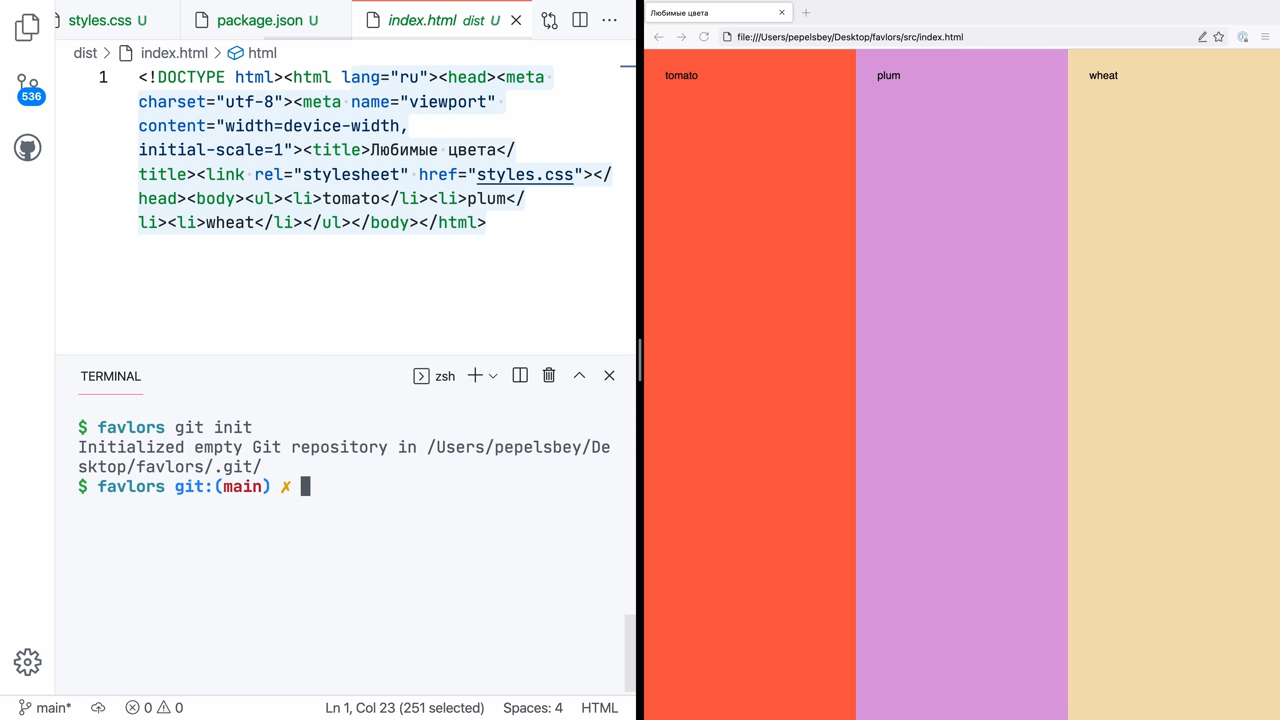 styles.css U
package.json U
index.html dist U
dist > index.html > html
536
1
<!DOCTYPE html><html lang="ru"><head><meta
charset="utf-8"><meta name="viewport"
content="width=device-width,
initial-scale=1"><title>Любимые цвета</
title><link rel="stylesheet" href="styles.css"></
head><body><ul><li>tomato</li><li>plum</
li><li>wheat</li></ul></body></html>
TERMINAL
zsh
$ favlors git init
Initialized empty Git repository in /Users/pepelsbey/De
sktop/favlors/.git/
$ favlors git:(main) ✗
main*
0
0
Ln 1, Col 23 (251 selected)
Spaces: 4
HTML
Любимые цвета
file:///Users/pepelsbey/Desktop/favlors/src/index.html
tomato
plum
wheat